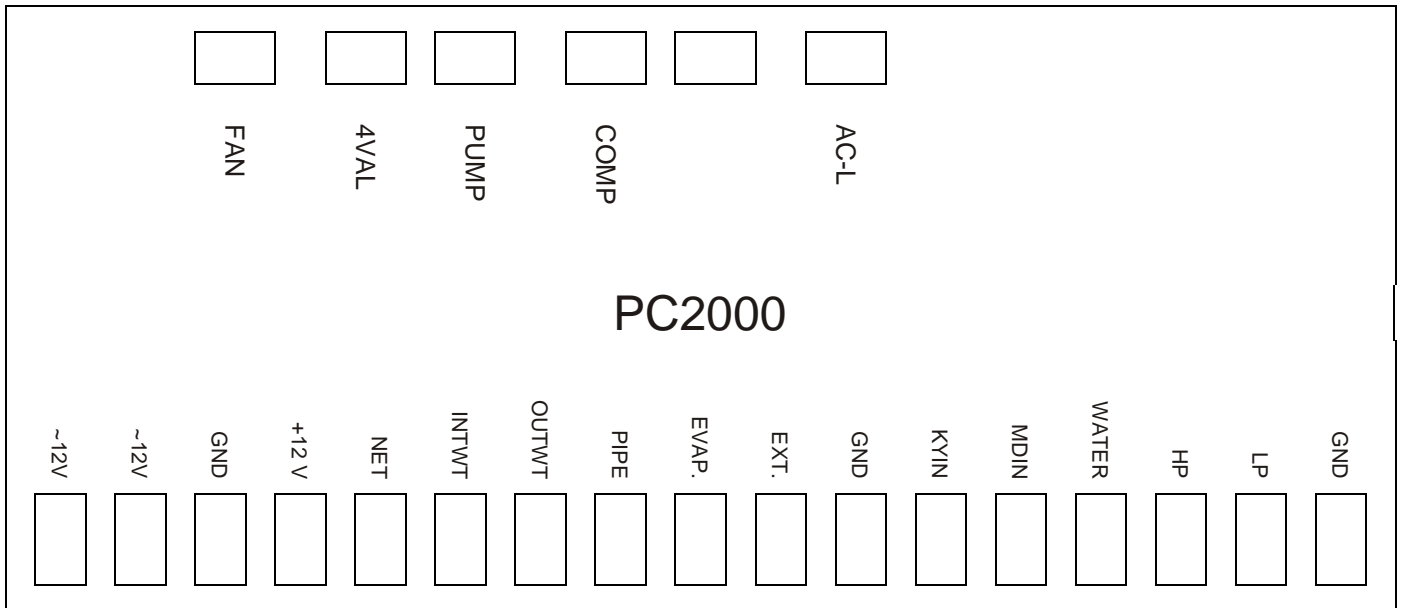 FAN
4VAL
PUMP
COMP
AC-L
PC2000
~12V
~12V
GND
+12 V
NET
INTWT
OUTWT
PIPE
EVAP.
EXT.
GND
KYIN
MDIN
WATER
HP
LP
GND